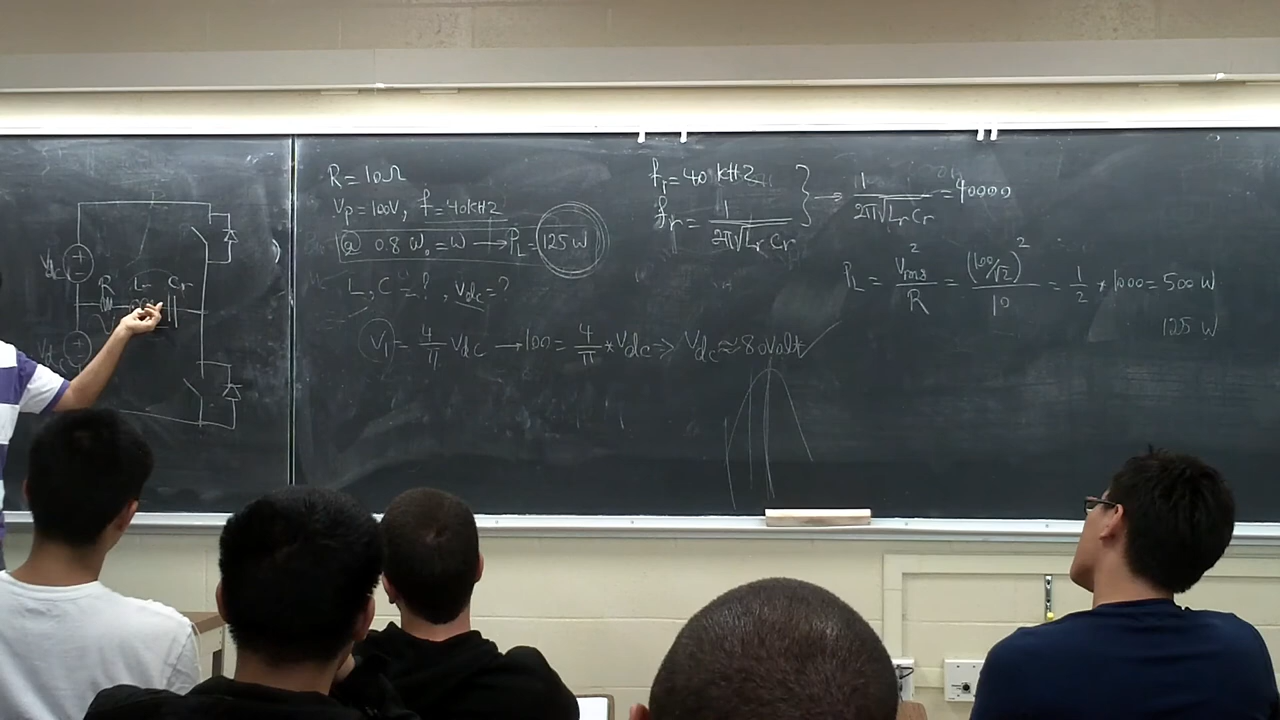 Vdc
R Lr Cr
Vdc
R = 10Ω
Vp = 100V, f = 40kHz
@ 0.8 W₀ = W → PL = 125 W
L, C = ?, Vdc = ?
V1 = 4/π Vdc → 100 = 4/π * Vdc ⇒ Vdc ≈ 80 Volt
fr = 40 kHz
fr = 1/2π√Lr Cr } → 1/2π√Lr Cr = 40000
PL = Vrms²/R = (100/√2)²/10 = 1/2 * 1000 = 500 W
125 W